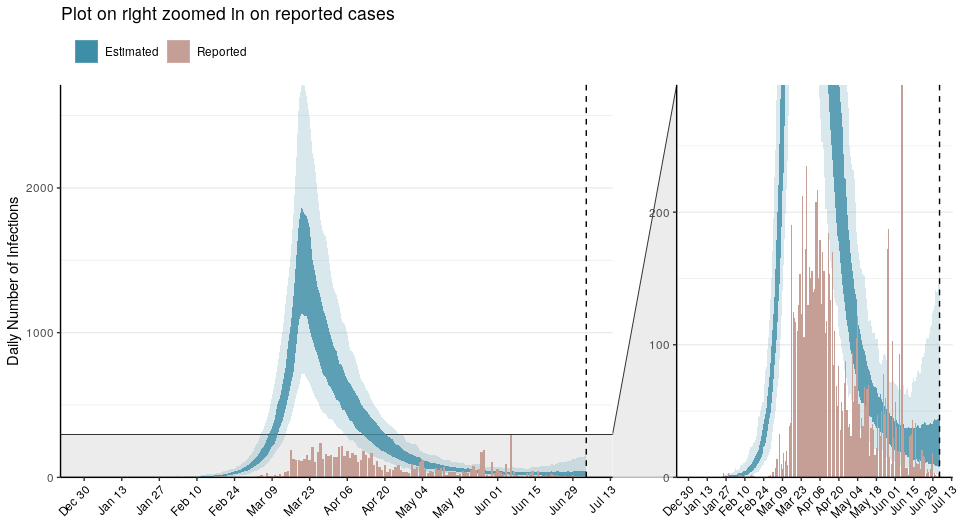 Plot on right zoomed in on reported cases
Estimated Reported
Daily Number of Infections
2000
1000
0
Dec 30 Jan 13 Jan 27 Feb 10 Feb 24 Mar 09 Mar 23 Apr 06 Apr 20 May 04 May 18 Jun 01 Jun 15 Jun 29 Jul 13
200
100
0
Dec 30 Jan 13 Jan 27 Feb 10 Feb 24 Mar 09 Mar 23 Apr 06 Apr 20 May 04 May 18 Jun 01 Jun 15 Jun 29 Jul 13